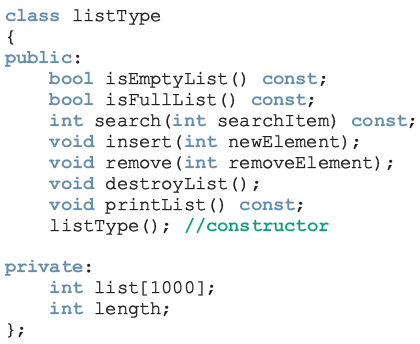 class listType
{
public:
    bool isEmptyList() const;
    bool isFullList() const;
    int search(int searchItem) const;
    void insert(int newElement);
    void remove(int removeElement);
    void destroyList();
    void printList() const;
    listType(); //constructor

private:
    int list[1000];
    int length;
};